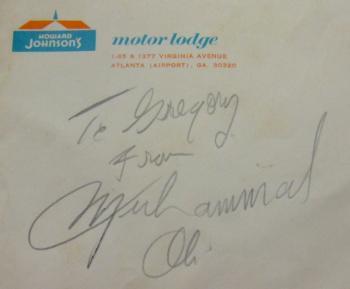 HOWARD
JOHNSON'S
motor lodge
I-85 & 1377 VIRGINIA AVENUE
ATLANTA (AIRPORT), GA. 30320
To Gregory
From
Muhammad
Ali